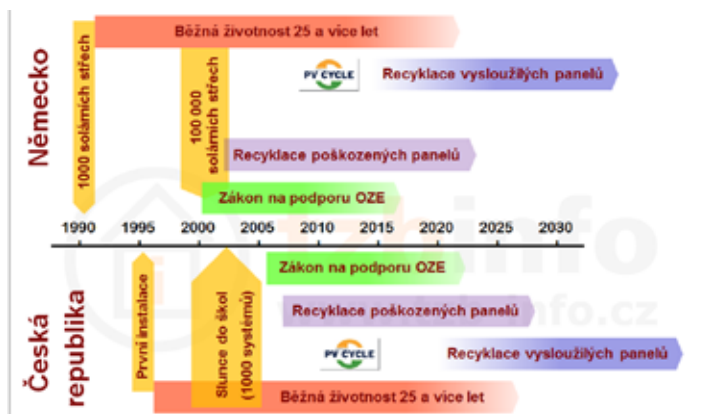 Německo
Běžná životnost 25 a více let
1000 solárních střech
100 000
solárních střech
PV CYCLE
Recyklace vysloužilých panelů
Recyklace poškozených panelů
Zákon na podporu OZE
1990 1995 2000 2005 2010 2015 2020 2025 2030
Česká
republika
První instalace
Slunce do škol
(1000 systémů)
Zákon na podporu OZE
Recyklace poškozených panelů
PV CYCLE
Recyklace vysloužilých panelů
Běžná životnost 25 a více let